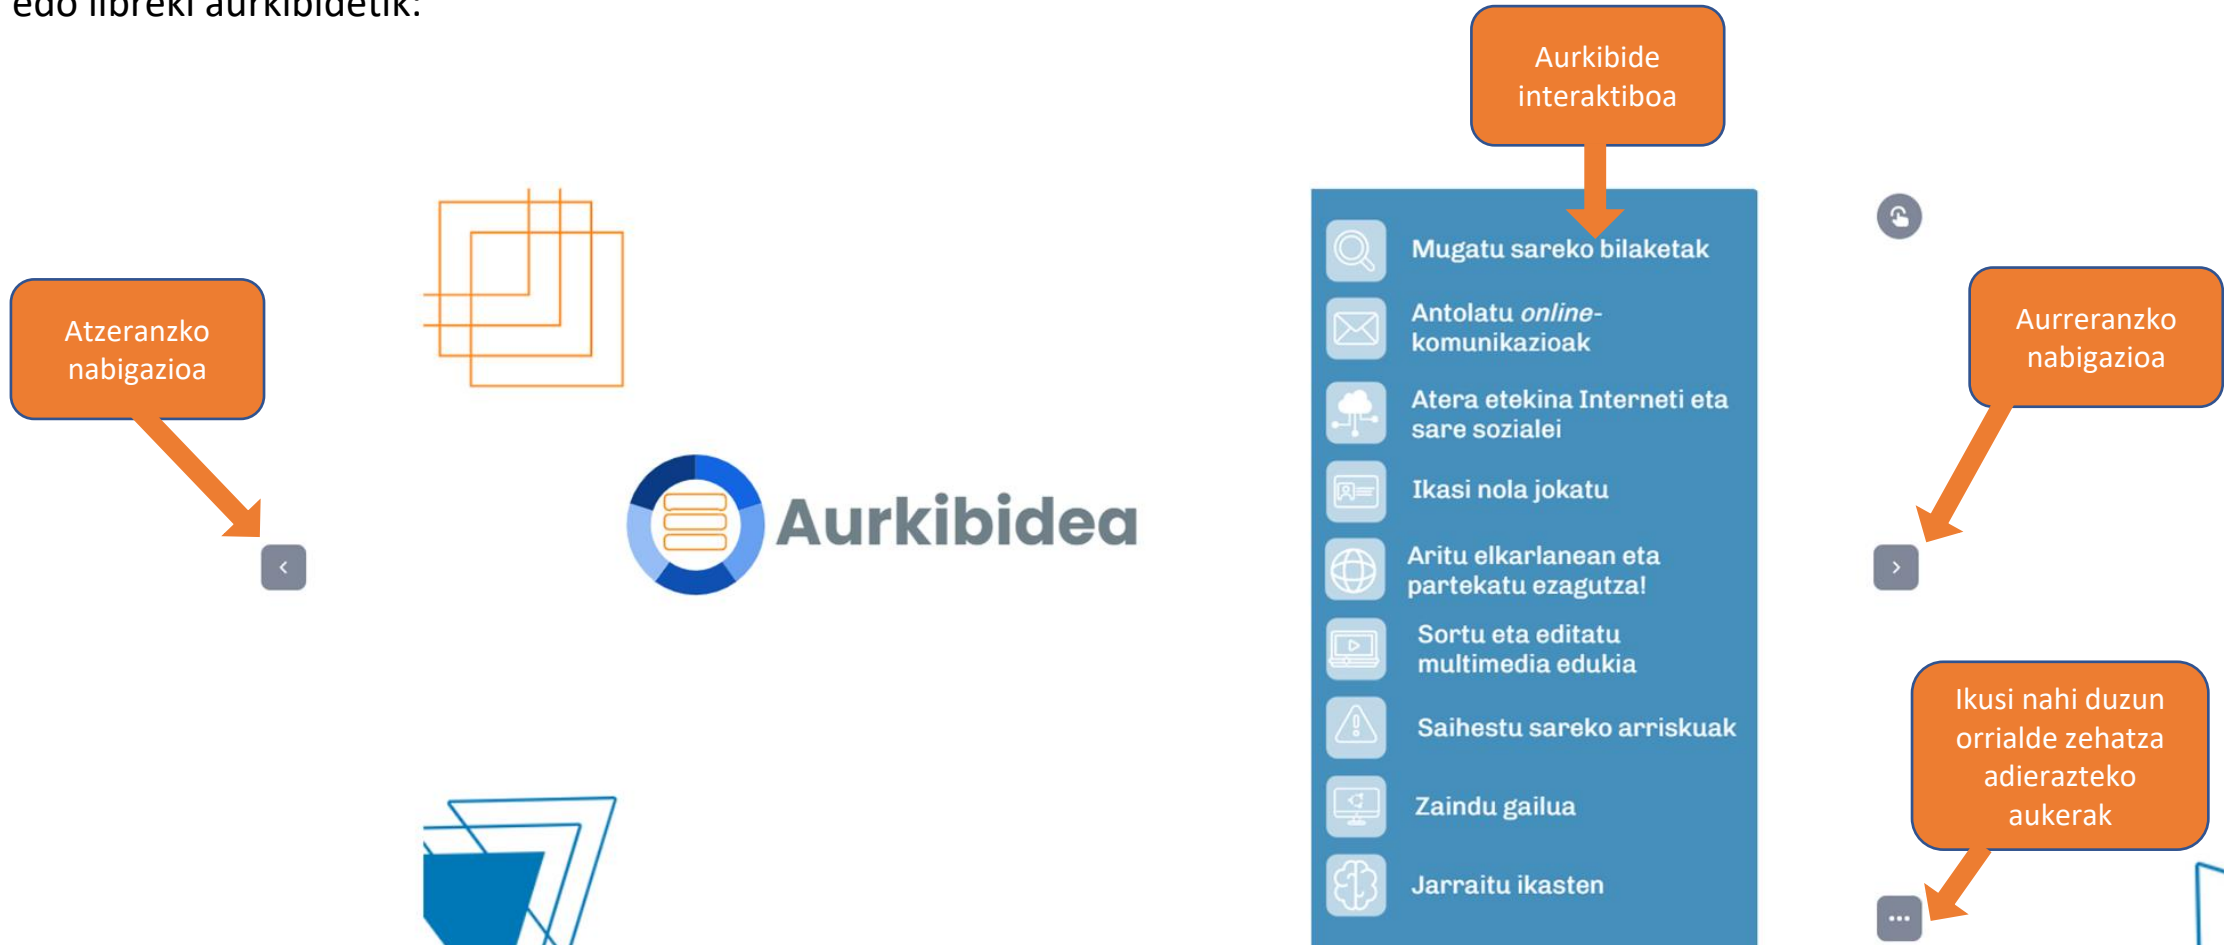 edo libreki aurkibidetik:
Aurkibide
interaktiboa
Atzeranzko
nabigazioa
Aurkibidea
Mugatu sareko bilaketak
Antolatu online-
komunikazioak
Atera etekina Interneti eta
sare sozialei
Ikasi nola jokatu
Aritu elkarlanean eta
partekatu ezagutza!
Sortu eta editatu
multimedia edukia
Saihestu sareko arriskuak
Zaindu gailua
Jarraitu ikasten
Aurreranzko
nabigazioa
Ikusi nahi duzun
orrialde zehatza
adierazteko
aukerak